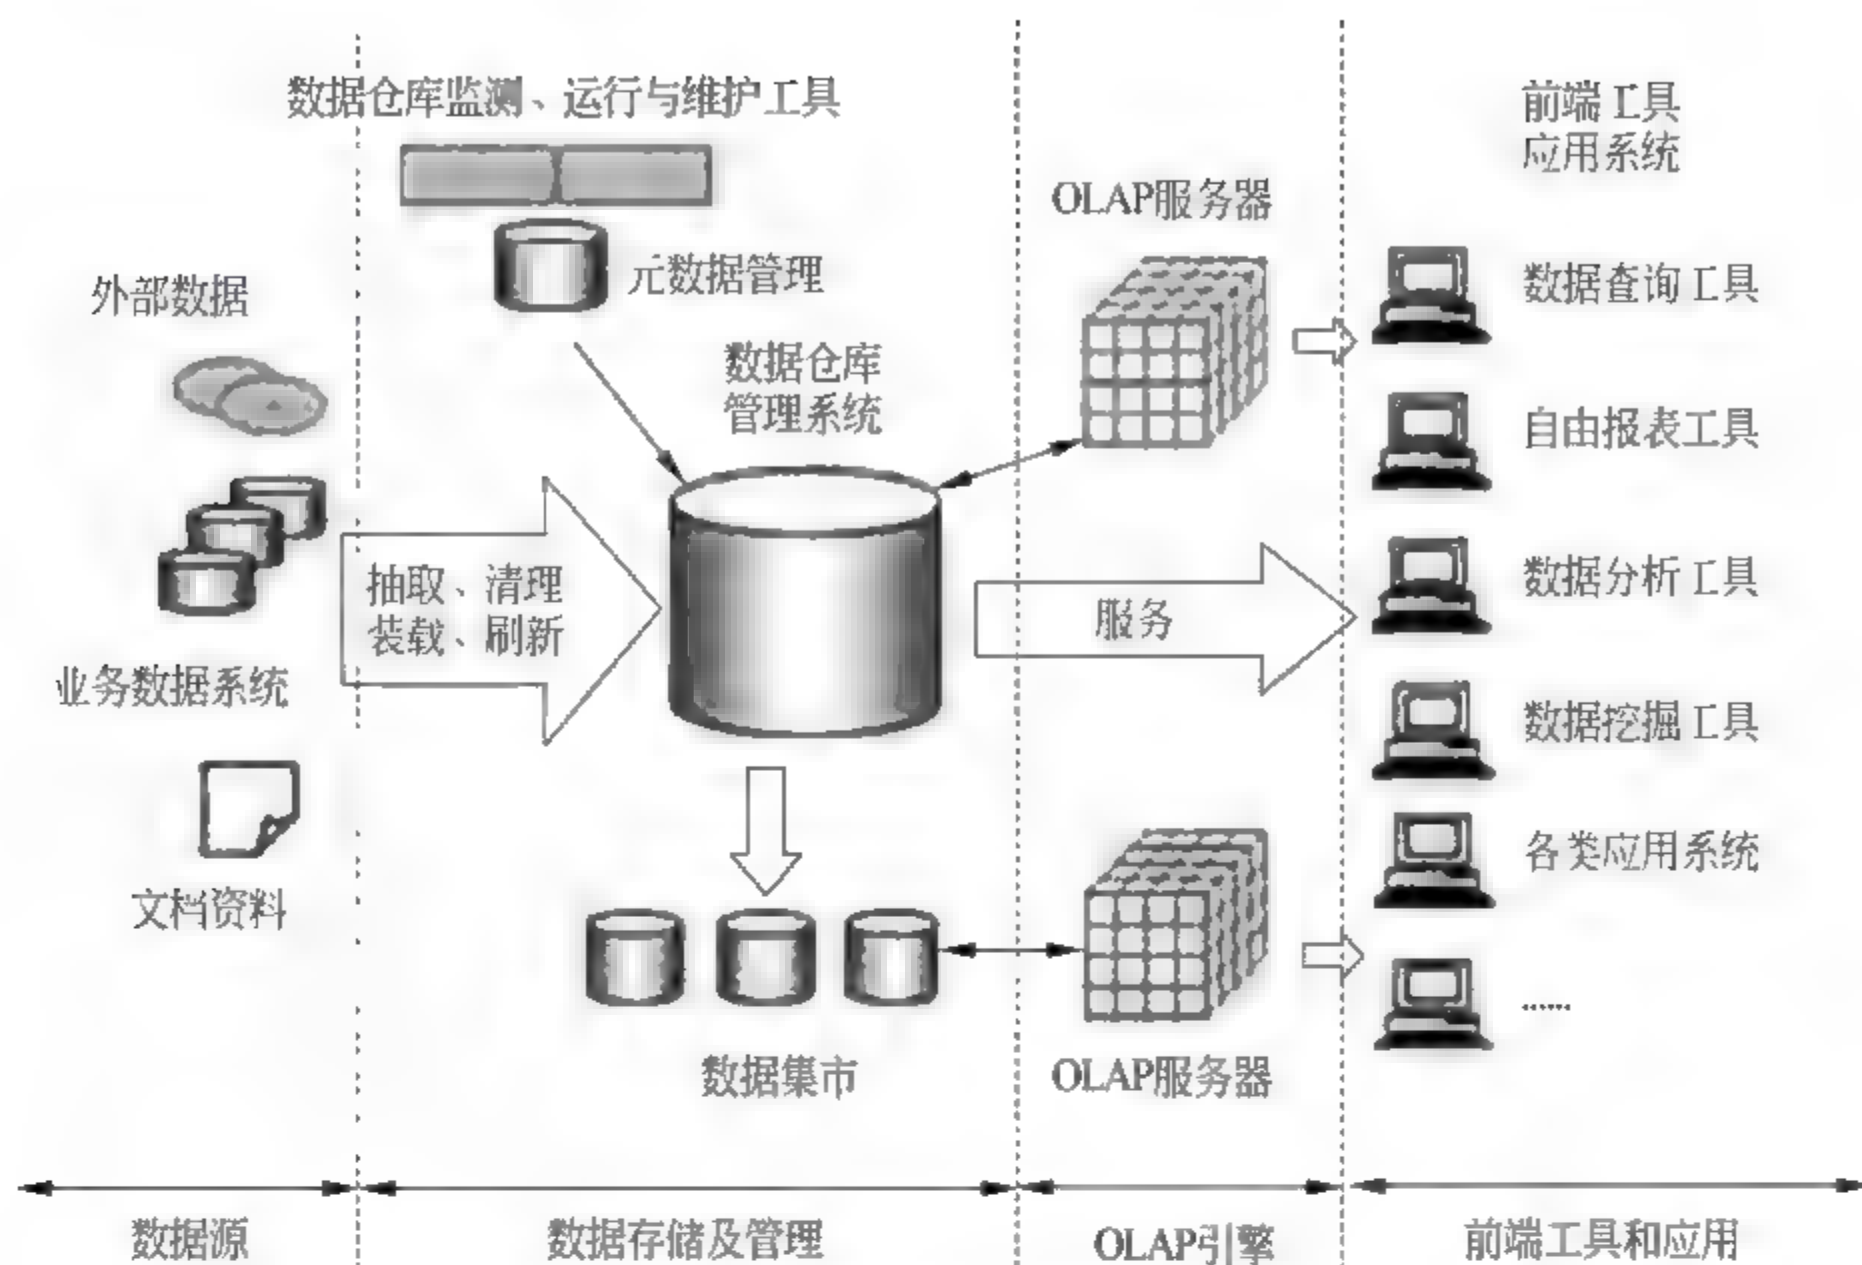 数据仓库监测、运行与维护工具
元数据管理
外部数据
业务数据系统
文档资料
抽取、清理
装载、刷新
数据仓库
管理系统
数据集市
OLAP服务器
服务
OLAP服务器
前端工具
应用系统
数据查询工具
自由报表工具
数据分析工具
数据挖掘工具
各类应用系统
……
数据源
数据存储及管理
OLAP引擎
前端工具和应用